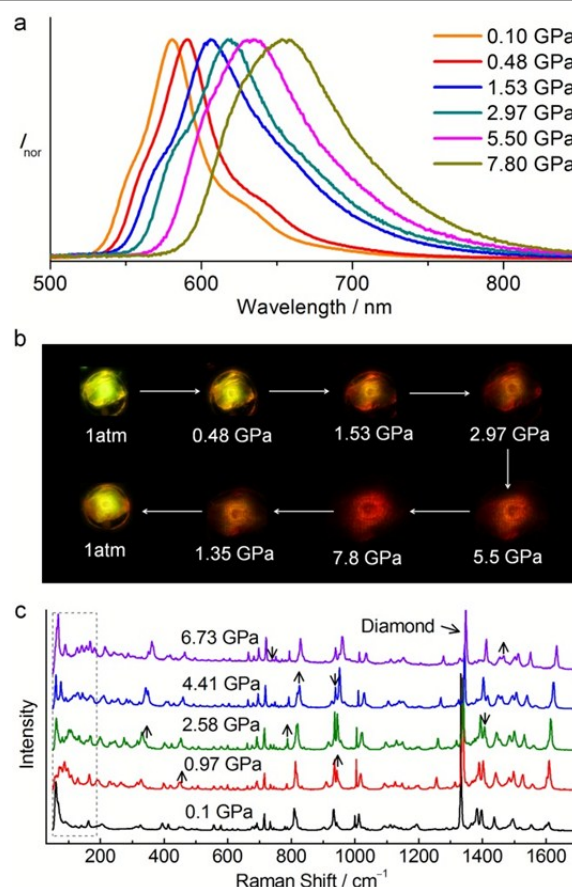 a
0.10 GPa
0.48 GPa
1.53 GPa
2.97 GPa
5.50 GPa
7.80 GPa
Inor
500 600 700 800
Wavelength / nm
b
1atm 0.48 GPa 1.53 GPa 2.97 GPa
1atm 1.35 GPa 7.8 GPa 5.5 GPa
c
Diamond
6.73 GPa
4.41 GPa
2.58 GPa
0.97 GPa
0.1 GPa
Intensity
200 400 600 800 1000 1200 1400 1600
Raman Shift / cm⁻¹